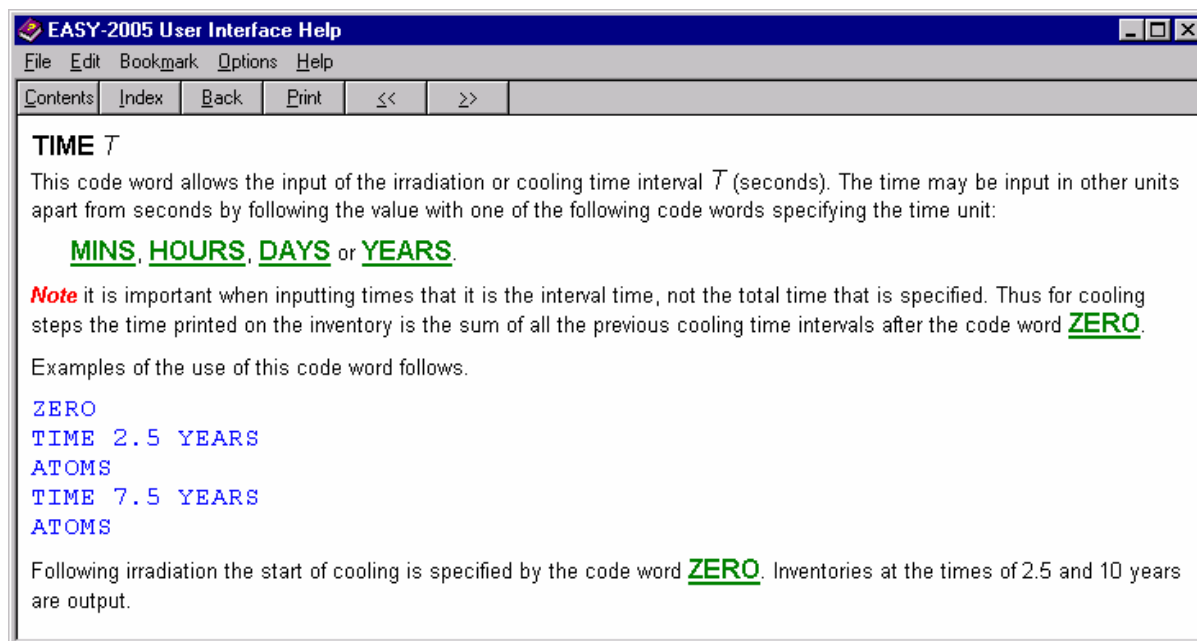 EASY-2005 User Interface Help
File Edit Bookmark Options Help
Contents Index Back Print << >>
TIME T
This code word allows the input of the irradiation or cooling time interval T (seconds). The time may be input in other units
apart from seconds by following the value with one of the following code words specifying the time unit:
MINS, HOURS, DAYS or YEARS.
Note it is important when inputting times that it is the interval time, not the total time that is specified. Thus for cooling
steps the time printed on the inventory is the sum of all the previous cooling time intervals after the code word ZERO.
Examples of the use of this code word follows.
ZERO
TIME 2.5 YEARS
ATOMS
TIME 7.5 YEARS
ATOMS
Following irradiation the start of cooling is specified by the code word ZERO. Inventories at the times of 2.5 and 10 years
are output.